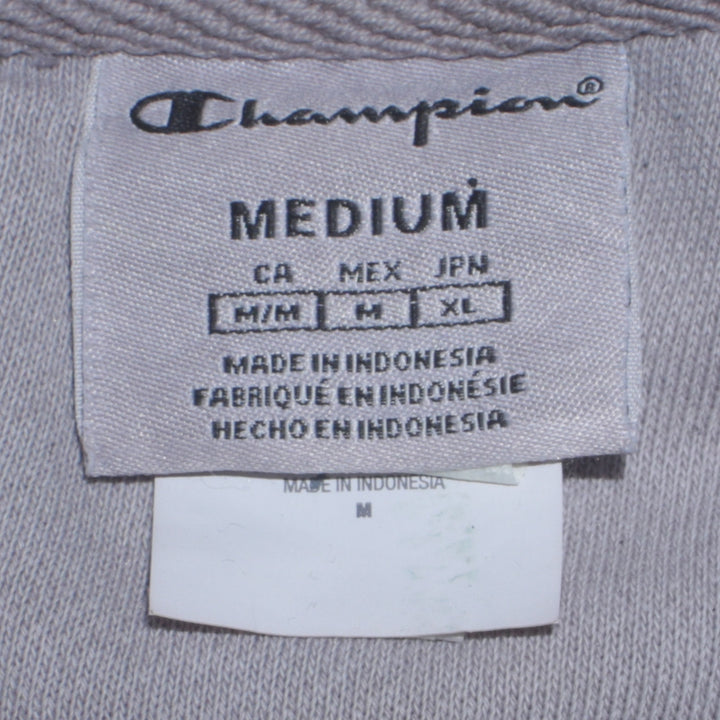 Champion®
MEDIUM
CA MEX JPN
M/M M XL
MADE IN INDONESIA
FABRIQUÉ EN INDONÉSIE
HECHO EN INDONESIA
MADE IN INDONESIA
M